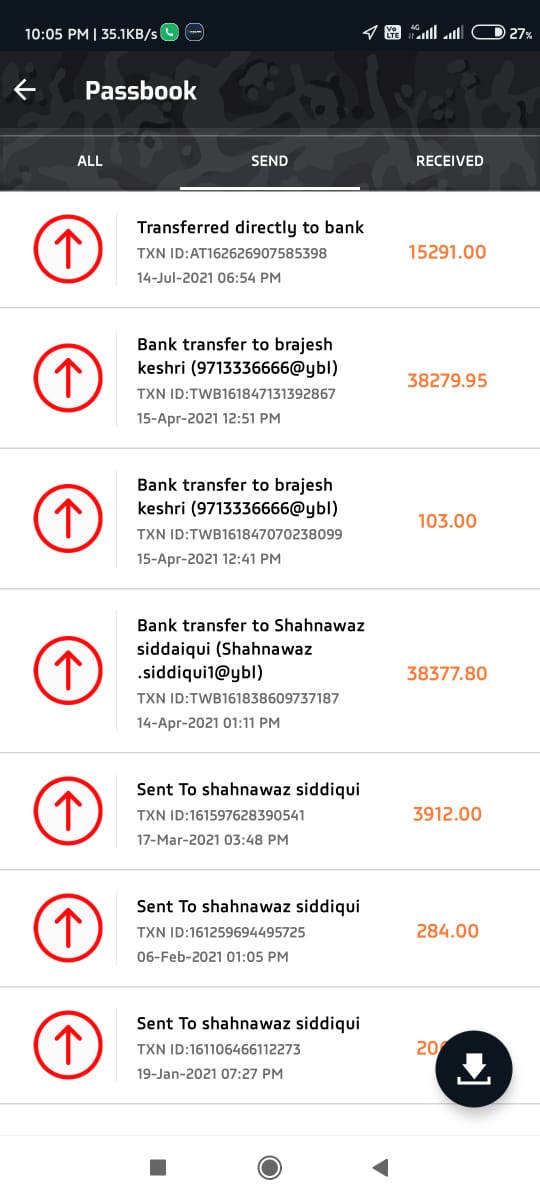 10:05 PM | 35.1KB/s
Vo
LTE
4G
27%
Passbook
ALL SEND RECEIVED
Transferred directly to bank
TXN ID:AT162626907585398
15291.00
14-Jul-2021 06:54 PM
Bank transfer to brajesh
keshri (9713336666@ybl)
38279.95
TXN ID:TWB161847131392867
15-Apr-2021 12:51 PM
Bank transfer to brajesh
keshri (9713336666@ybl)
103.00
TXN ID:TWB161847070238099
15-Apr-2021 12:41 PM
Bank transfer to Shahnawaz
siddaiqui (Shahnawaz
.siddiqui1@ybl)
38377.80
TXN ID:TWB161838609737187
14-Apr-2021 01:11 PM
Sent To shahnawaz siddiqui
TXN ID:161597628390541
3912.00
17-Mar-2021 03:48 PM
Sent To shahnawaz siddiqui
TXN ID:161259694495725
284.00
06-Feb-2021 01:05 PM
Sent To shahnawaz siddiqui
TXN ID:161106466112273
19-Jan-2021 07:27 PM